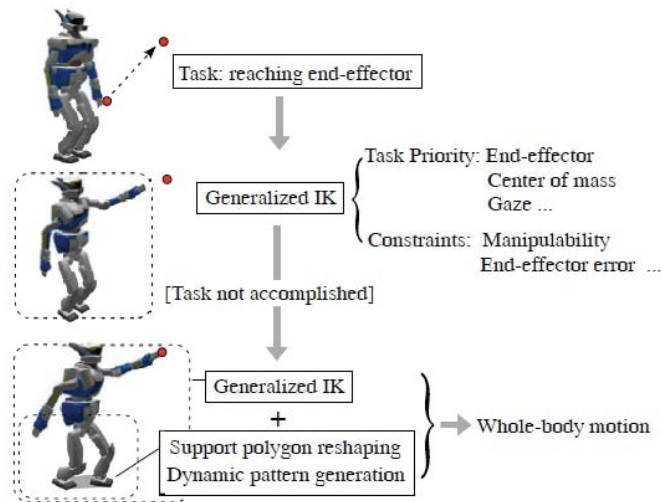 Task: reaching end-effector
Generalized IK
Task Priority: End-effector
Center of mass
Gaze ...
Constraints: Manipulability
End-effector error ...
[Task not accomplished]
Generalized IK
+
Support polygon reshaping
Dynamic pattern generation
Whole-body motion